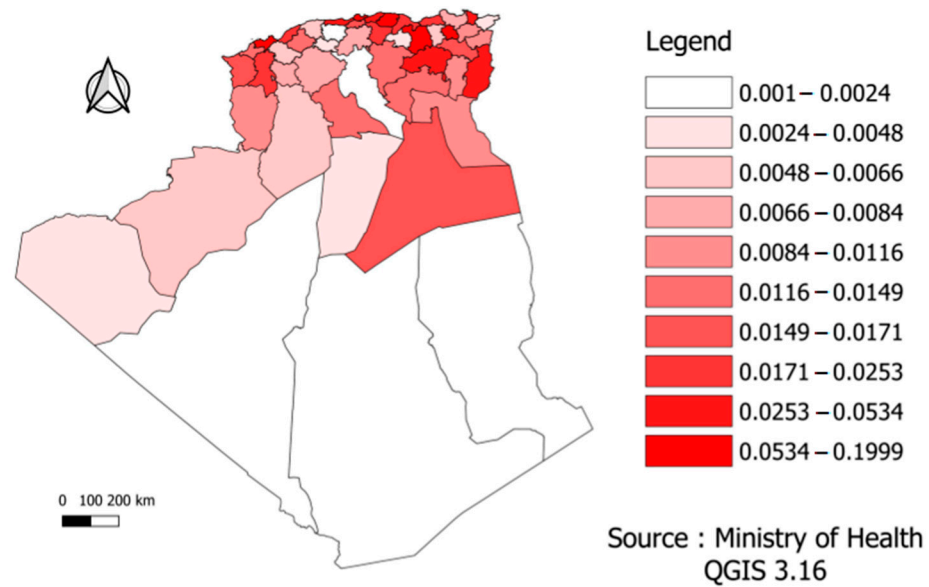 Legend
0.001 – 0.0024
0.0024 – 0.0048
0.0048 – 0.0066
0.0066 – 0.0084
0.0084 – 0.0116
0.0116 – 0.0149
0.0149 – 0.0171
0.0171 – 0.0253
0.0253 – 0.0534
0.0534 – 0.1999
0 100 200 km
Source : Ministry of Health
QGIS 3.16